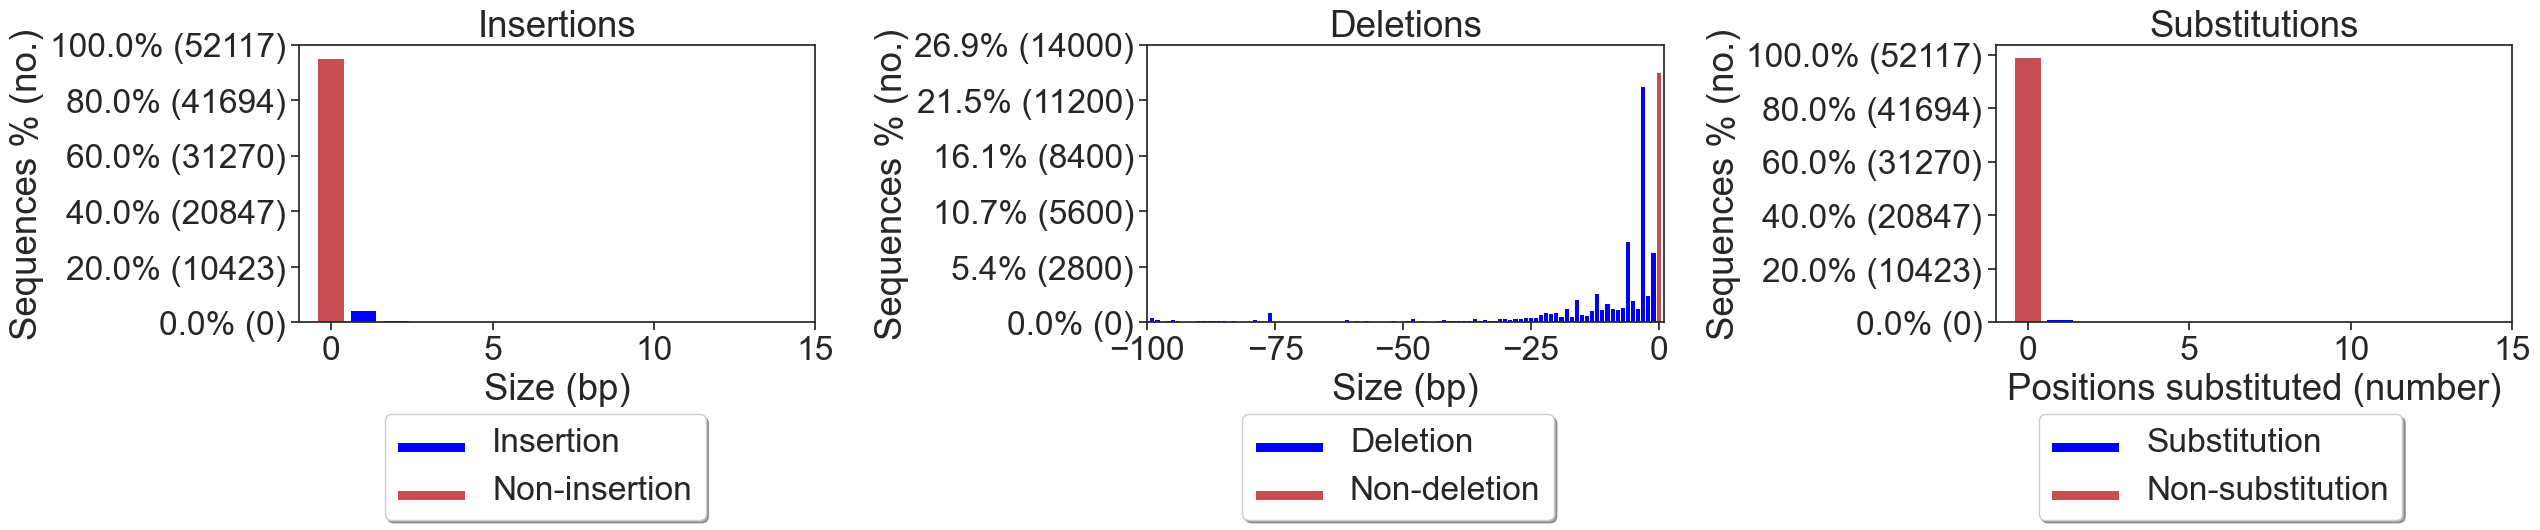 Insertions
Sequences % (no.)
100.0% (52117)
80.0% (41694)
60.0% (31270)
40.0% (20847)
20.0% (10423)
0.0% (0)
0 5 10 15
Size (bp)
Insertion
Non-insertion
Deletions
Sequences % (no.)
26.9% (14000)
21.5% (11200)
16.1% (8400)
10.7% (5600)
5.4% (2800)
0.0% (0)
−100 −75 −50 −25 0
Size (bp)
Deletion
Non-deletion
Substitutions
Sequences % (no.)
100.0% (52117)
80.0% (41694)
60.0% (31270)
40.0% (20847)
20.0% (10423)
0.0% (0)
0 5 10 15
Positions substituted (number)
Substitution
Non-substitution